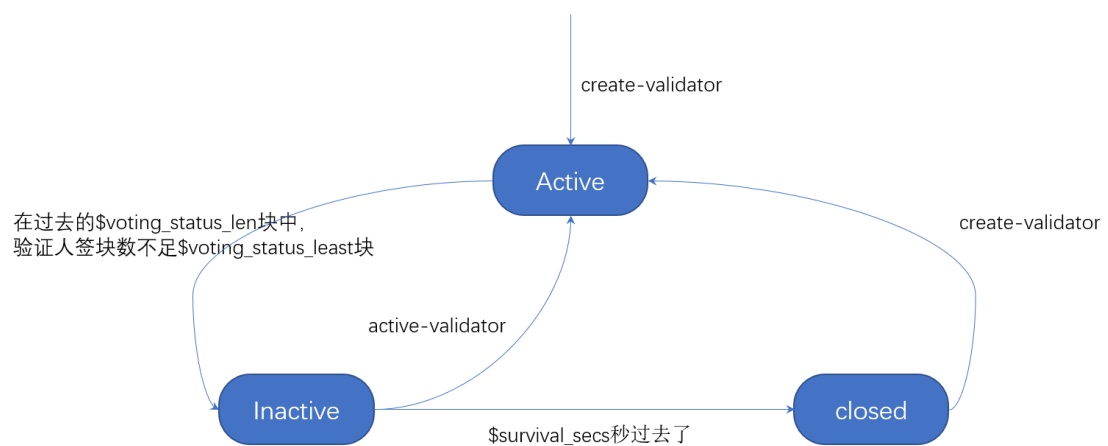 create-validator
Active
在过去的$voting_status_len块中,
验证人签块数不足$voting_status_least块
create-validator
active-validator
Inactive
closed
$survival_secs秒过去了